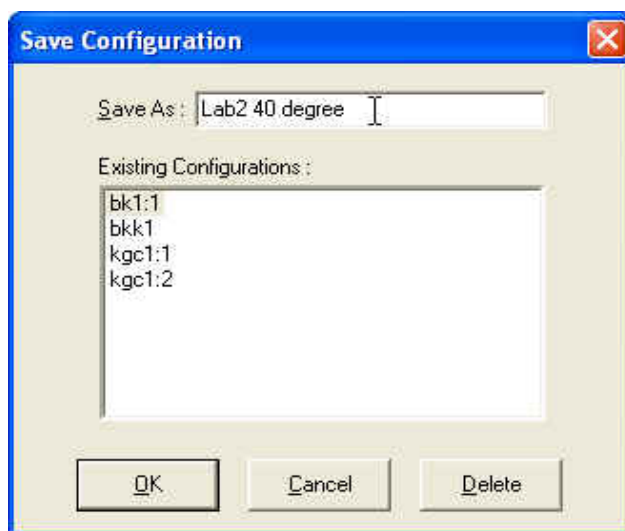 Save Configuration
Save As : Lab2 40 degree
Existing Configurations :
bk1:1
bkk1
kgc1:1
kgc1:2
OK Cancel Delete